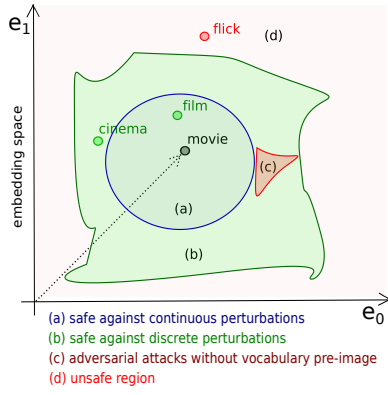 e1
flick
(d)
film
cinema
movie
(c)
(a)
(b)
embedding space
e0
(a) safe against continuous perturbations
(b) safe against discrete perturbations
(c) adversarial attacks without vocabulary pre-image
(d) unsafe region